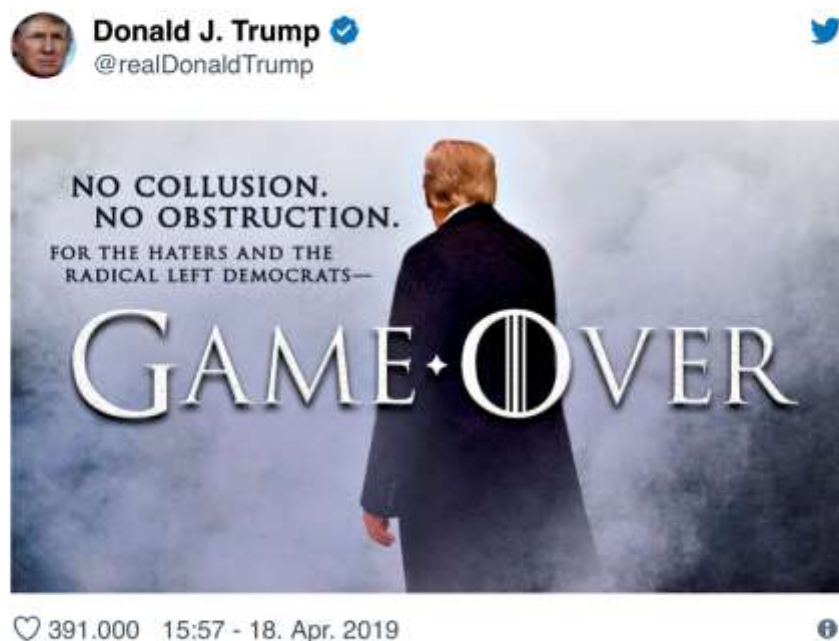 Donald J. Trump
@realDonaldTrump
NO COLLUSION.
NO OBSTRUCTION.
FOR THE HATERS AND THE
RADICAL LEFT DEMOCRATS—
GAME OVER
391.000 15:57 - 18. Apr. 2019